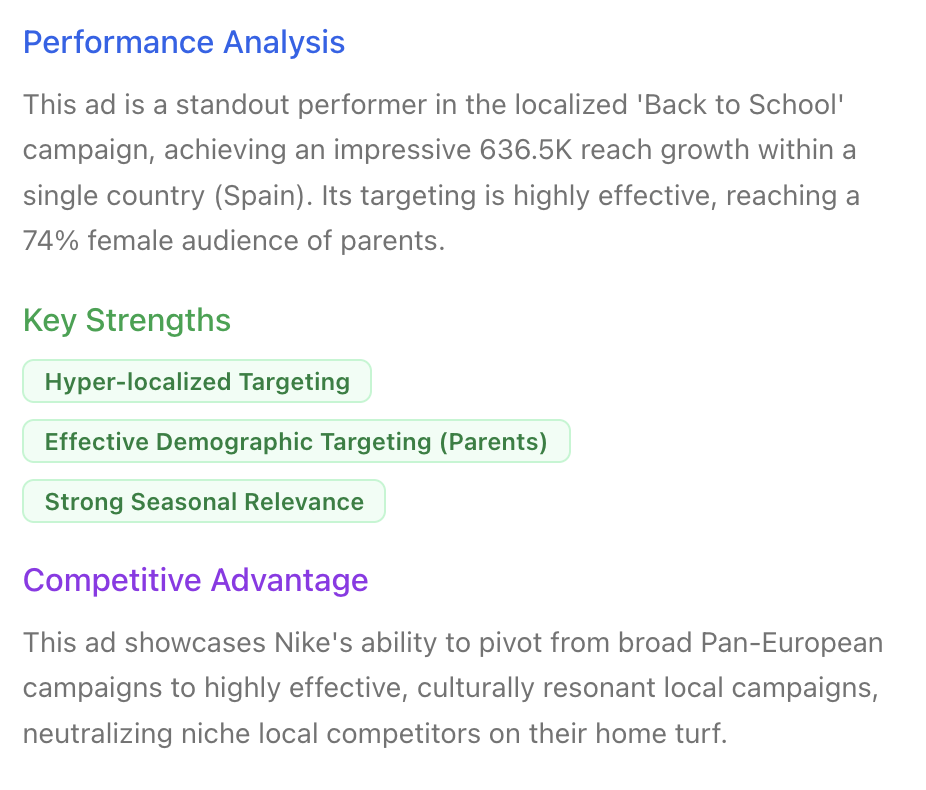 Performance Analysis
This ad is a standout performer in the localized 'Back to School'
campaign, achieving an impressive 636.5K reach growth within a
single country (Spain). Its targeting is highly effective, reaching a
74% female audience of parents.
Key Strengths
Hyper-localized Targeting
Effective Demographic Targeting (Parents)
Strong Seasonal Relevance
Competitive Advantage
This ad showcases Nike's ability to pivot from broad Pan-European
campaigns to highly effective, culturally resonant local campaigns,
neutralizing niche local competitors on their home turf.